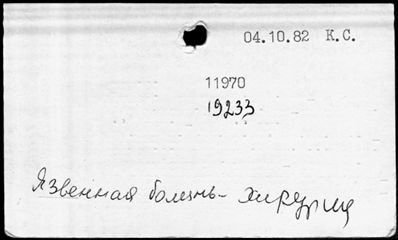 04.10.82 К.С.
11970
19233
Язвенная болезнь - хирургия